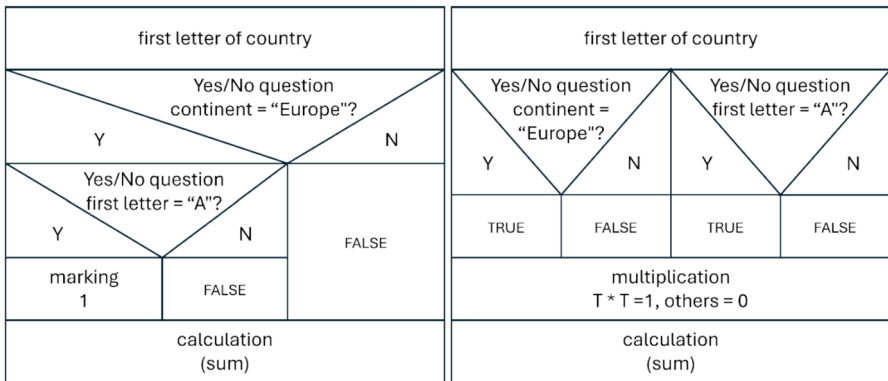 first letter of country
Yes/No question
continent = “Europe"?
Y
N
Yes/No question
first letter = “A"?
Y
N
FALSE
marking
1
FALSE
calculation
(sum)
first letter of country
Yes/No question
continent =
“Europe"?
Y
N
Yes/No question
first letter = “A"?
Y
N
TRUE
FALSE
TRUE
FALSE
multiplication
T * T =1, others = 0
calculation
(sum)